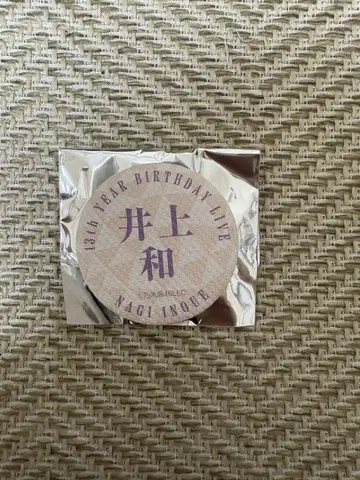 13th YEAR BIRTHDAY LIVE
井上
和
NAGI INOUE